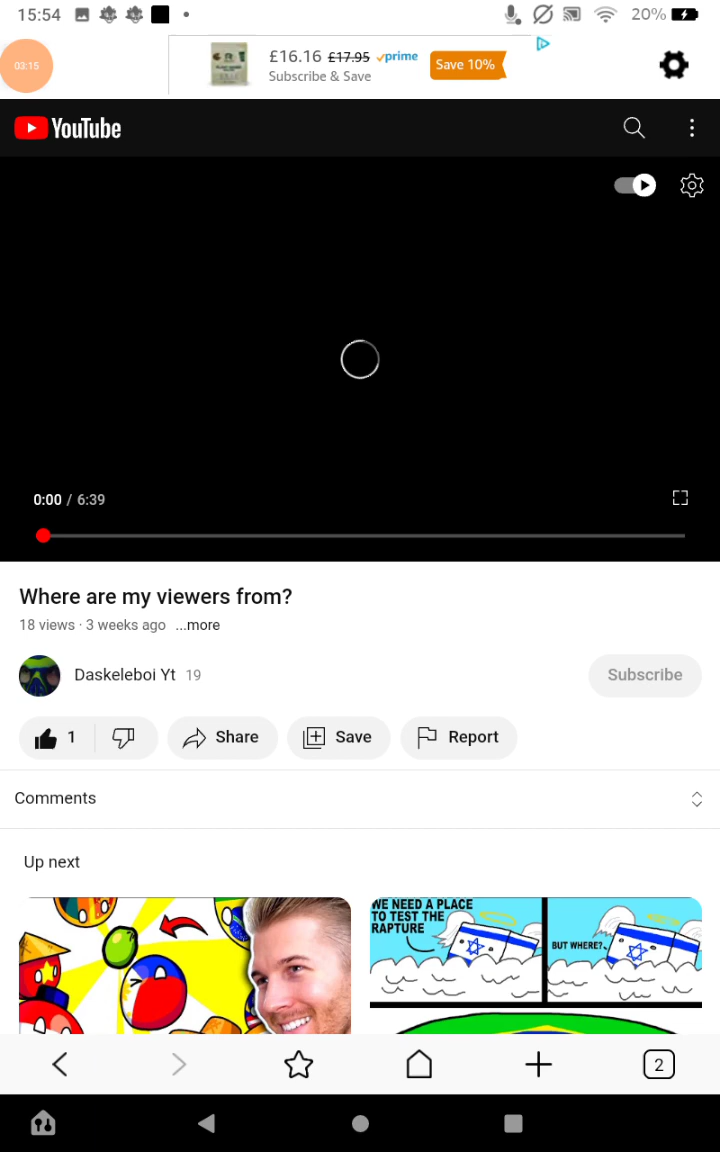 15:54
20%
03:15
£16.16 £17.95 prime
Subscribe & Save
Save 10%
YouTube
0:00 / 6:39
Where are my viewers from?
18 views · 3 weeks ago ...more
Daskeleboi Yt 19
Subscribe
1
Share
Save
Report
Comments
Up next
WE NEED A PLACE
TO TEST THE
RAPTURE
BUT WHERE?
2